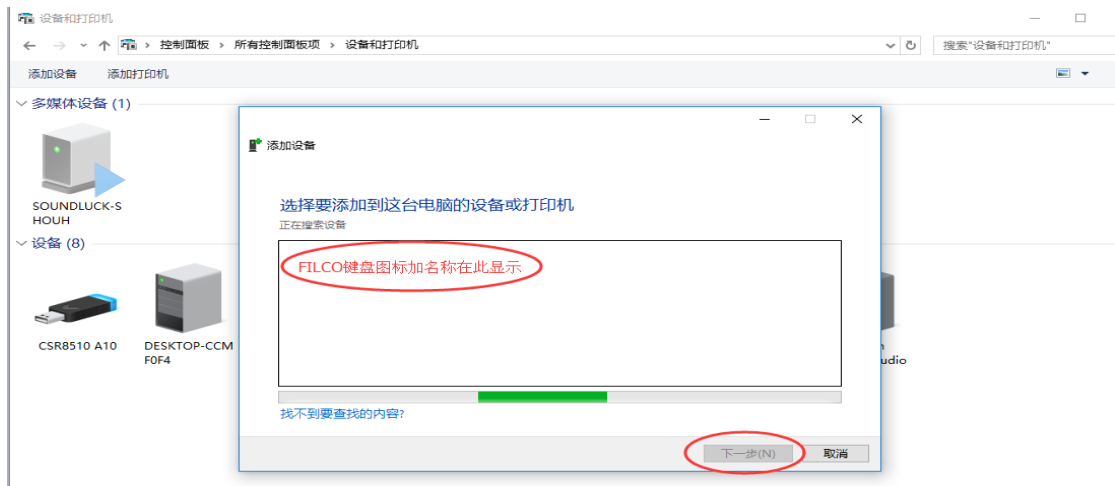 设备和打印机
控制面板 › 所有控制面板项 › 设备和打印机
搜索"设备和打印机"
添加设备 添加打印机
多媒体设备 (1)
SOUNDLUCK-S
HOUH
设备 (8)
CSR8510 A10
DESKTOP-CCM
F0F4
udio
添加设备
选择要添加到这台电脑的设备或打印机
正在搜索设备
FILCO键盘图标加名称在此显示
找不到要查找的内容?
下一步(N) 取消